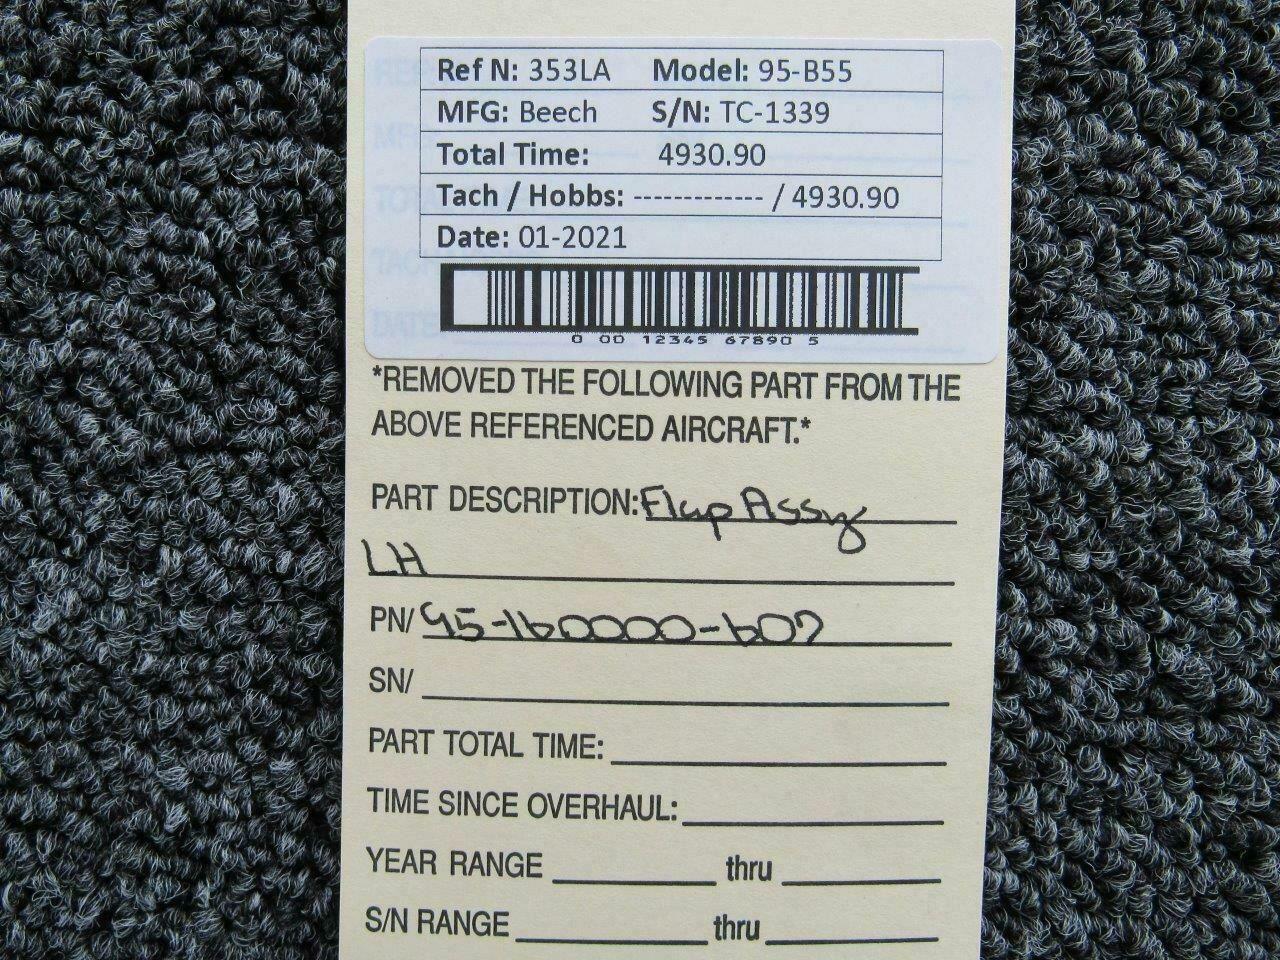 Ref N: 353LA Model: 95-B55
MFG: Beech S/N: TC-1339
Total Time: 4930.90
Tach / Hobbs: ------------- / 4930.90
Date: 01-2021
0 00 12345 67890 5
*REMOVED THE FOLLOWING PART FROM THE
ABOVE REFERENCED AIRCRAFT.*
PART DESCRIPTION: Flap Assy
LH
PN/ 95-160000-607
SN/
PART TOTAL TIME:
TIME SINCE OVERHAUL:
YEAR RANGE thru
S/N RANGE thru